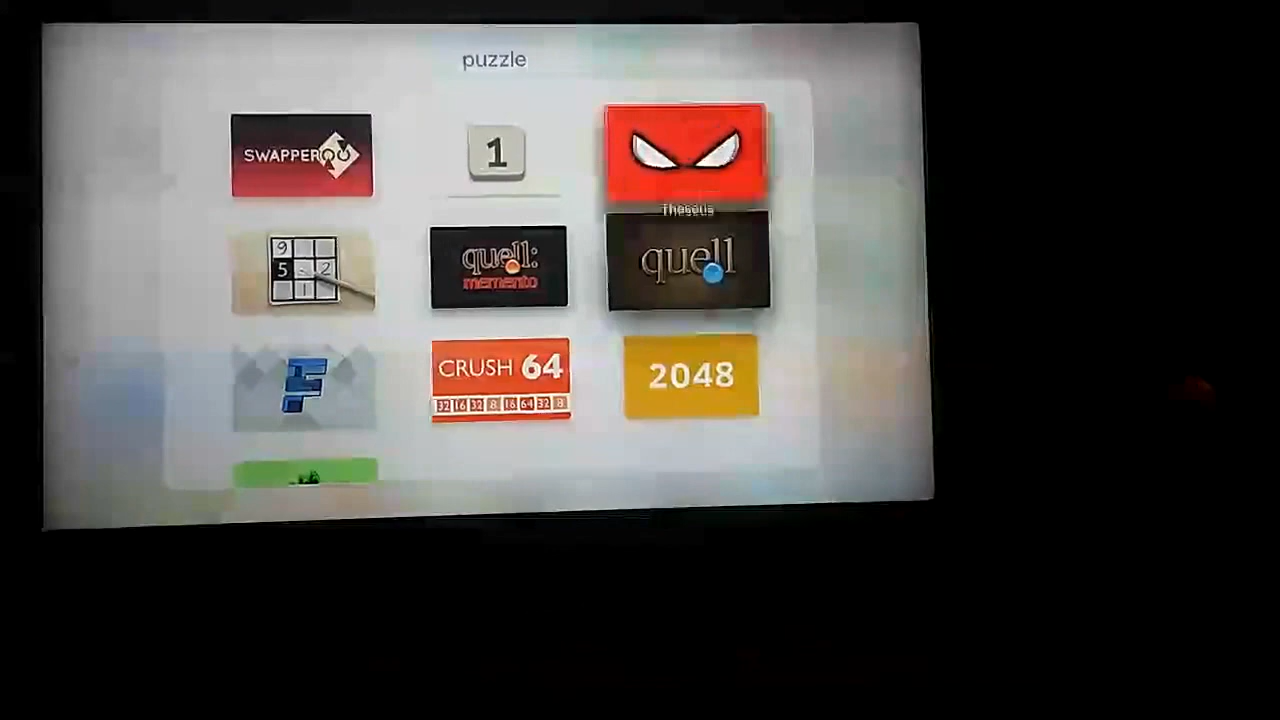 puzzle
SWAPPEROO
1
Theseus
9
5 2
1
quell:
memento
quell
F
CRUSH 64
32 16 32 8 16 64 32 8
2048